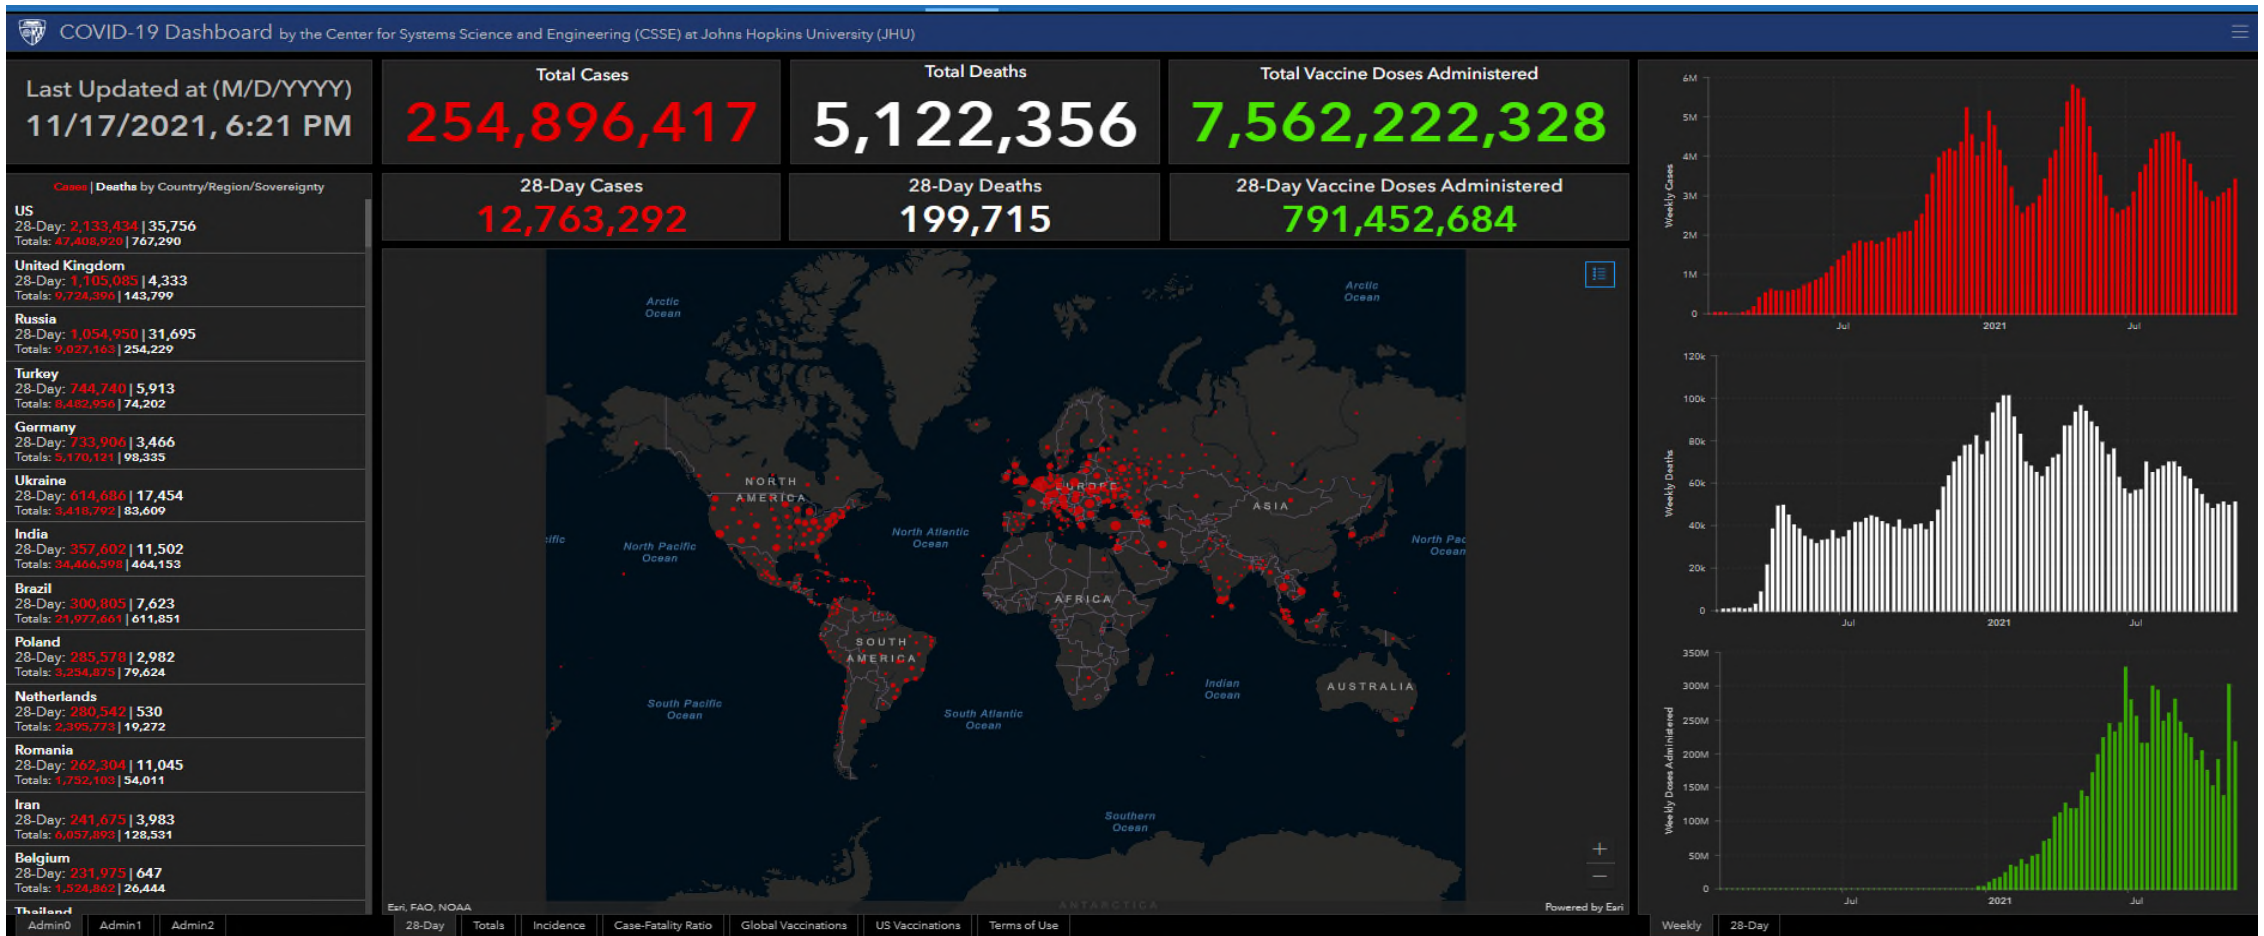 COVID-19 Dashboard by the Center for Systems Science and Engineering (CSSE) at Johns Hopkins University (JHU)
Last Updated at (M/D/YYYY)
11/17/2021, 6:21 PM
Cases | Deaths by Country/Region/Sovereignty
US
28-Day: 2,133,434 | 35,756
Totals: 47,408,920 | 767,290
United Kingdom
28-Day: 1,105,085 | 4,333
Totals: 9,724,396 | 143,799
Russia
28-Day: 1,054,950 | 31,695
Totals: 9,027,163 | 254,229
Turkey
28-Day: 744,740 | 5,913
Totals: 8,482,956 | 74,202
Germany
28-Day: 733,906 | 3,466
Totals: 5,170,121 | 98,335
Ukraine
28-Day: 614,686 | 17,454
Totals: 3,418,792 | 83,609
India
28-Day: 357,602 | 11,502
Totals: 34,466,598 | 464,153
Brazil
28-Day: 300,805 | 7,623
Totals: 21,977,661 | 611,851
Poland
28-Day: 285,578 | 2,982
Totals: 3,254,875 | 79,624
Netherlands
28-Day: 280,542 | 530
Totals: 2,395,773 | 19,272
Romania
28-Day: 262,304 | 11,045
Totals: 1,752,103 | 54,011
Iran
28-Day: 241,675 | 3,983
Totals: 6,057,893 | 128,531
Belgium
28-Day: 231,975 | 647
Totals: 1,524,862 | 26,444
Thailand
Admin0 Admin1 Admin2
Total Cases
254,896,417
Total Deaths
5,122,356
Total Vaccine Doses Administered
7,562,222,328
28-Day Cases
12,763,292
28-Day Deaths
199,715
28-Day Vaccine Doses Administered
791,452,684
Arctic
Ocean
Arctic
Ocean
NORTH
AMERICA
EUROPE
ASIA
cific
North Pacific
Ocean
North Atlantic
Ocean
North Pac
Ocean
AFRICA
SOUTH
AMERICA
South Pacific
Ocean
South Atlantic
Ocean
Indian
Ocean
AUSTRALIA
Southern
Ocean
ANTARCTICA
+
−
Esri, FAO, NOAA
Powered by Esri
28-Day Totals Incidence Case-Fatality Ratio Global Vaccinations US Vaccinations Terms of Use
Weekly Cases
6M
5M
4M
3M
2M
1M
0
Jul 2021 Jul
Weekly Deaths
120k
100k
80k
60k
40k
20k
0
Jul 2021 Jul
Weekly Doses Administered
350M
300M
250M
200M
150M
100M
50M
0
Jul 2021 Jul
Weekly 28-Day